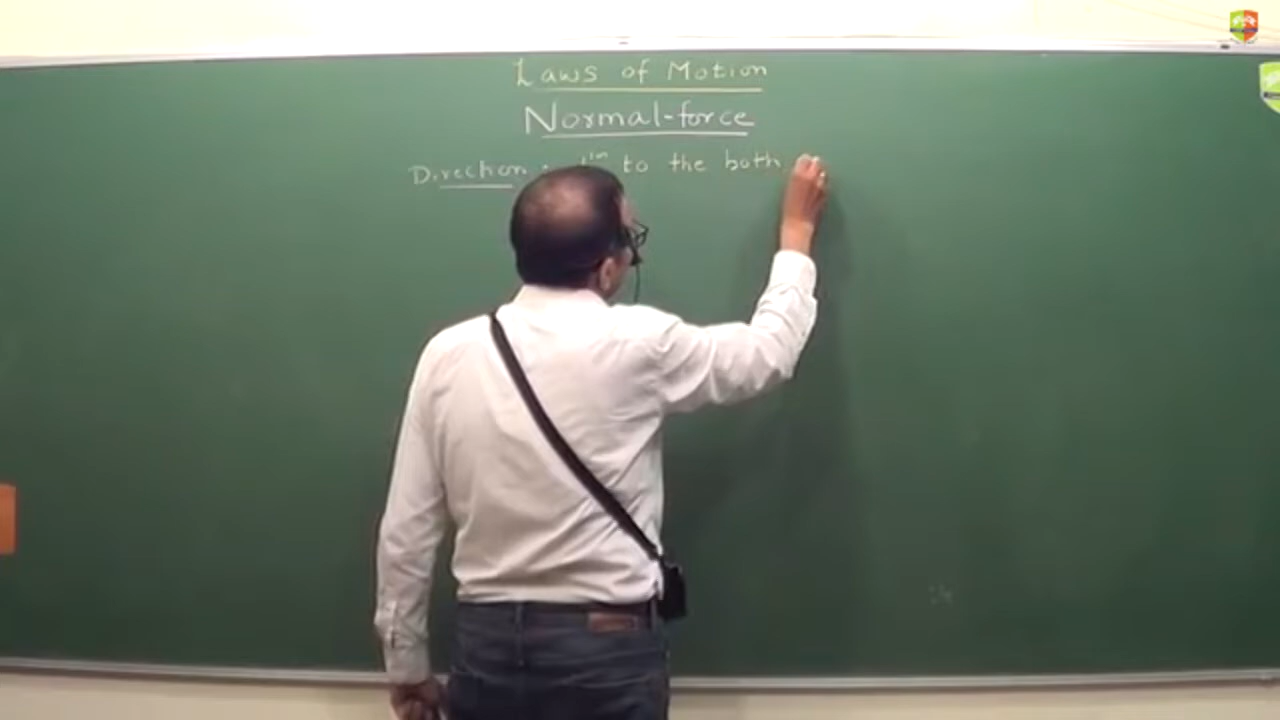 Laws of Motion
Normal-force
Direction to the both